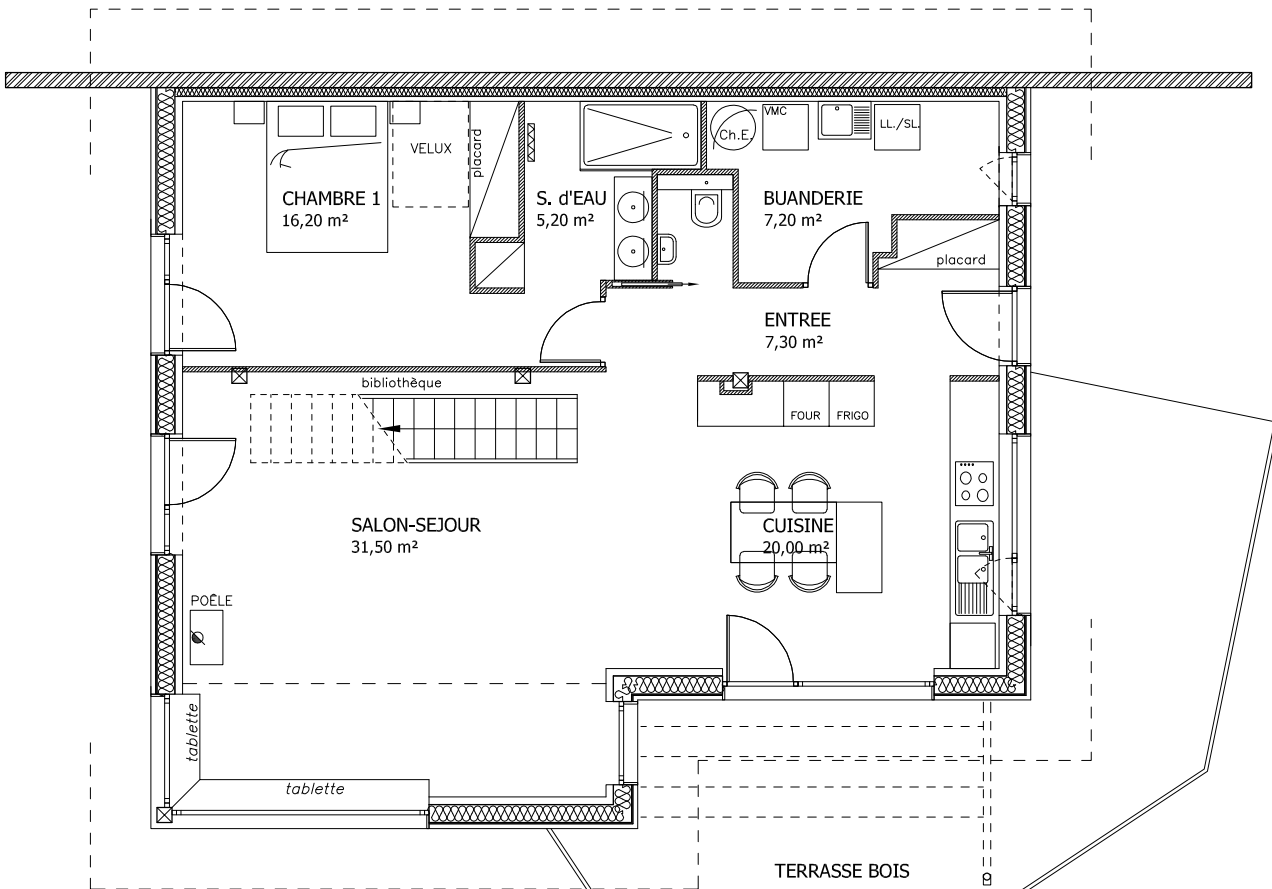 VMC
Ch.E.
LL./SL.
VELUX
placard
CHAMBRE 1
16,20 m²
S. d'EAU
5,20 m²
BUANDERIE
7,20 m²
placard
ENTREE
7,30 m²
bibliothèque
FOUR
FRIGO
SALON-SEJOUR
31,50 m²
CUISINE
20,00 m²
POÊLE
tablette
tablette
TERRASSE BOIS